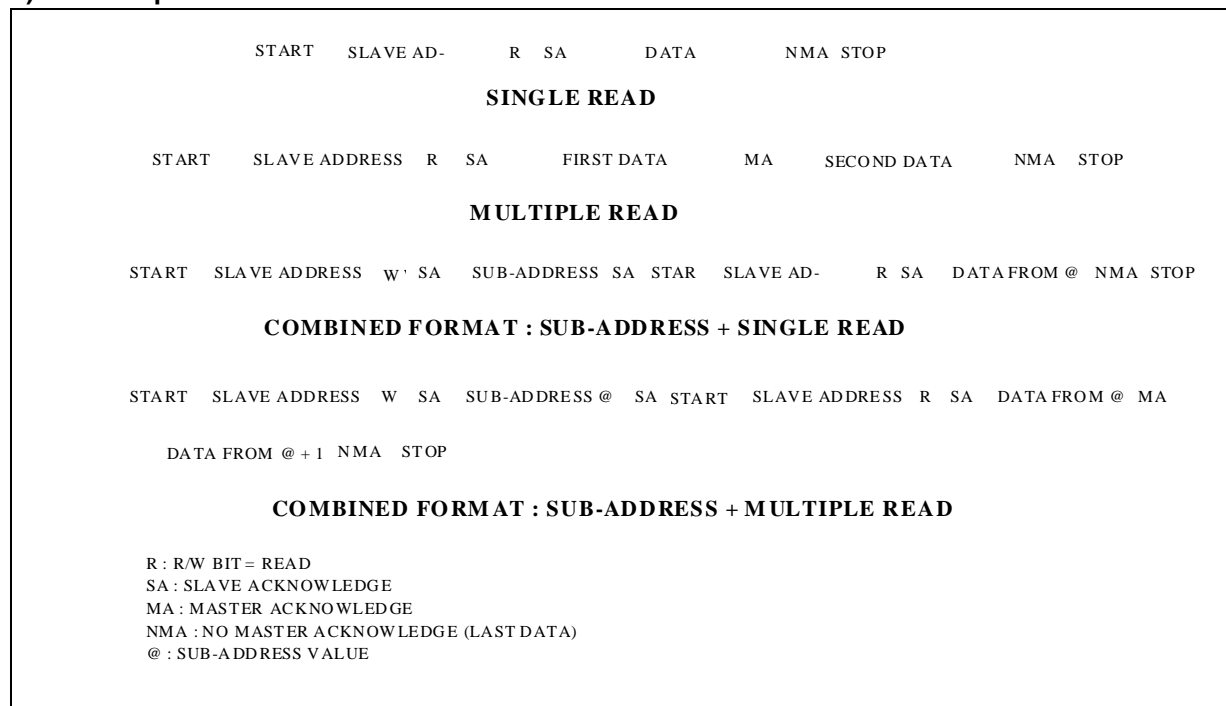 START SLAVE AD- R SA DATA NMA STOP
SINGLE READ
START SLAVE ADDRESS R SA FIRST DATA MA SECOND DATA NMA STOP
MULTIPLE READ
START SLAVE ADDRESS W SA SUB-ADDRESS SA STAR SLAVE AD- R SA DATA FROM @ NMA STOP
COMBINED FORMAT : SUB-ADDRESS + SINGLE READ
START SLAVE ADDRESS W SA SUB-ADDRESS @ SA START SLAVE ADDRESS R SA DATA FROM @ MA
DATA FROM @ + 1 NMA STOP
COMBINED FORMAT : SUB-ADDRESS + MULTIPLE READ
R : R/W BIT = READ
SA : SLAVE ACKNOWLEDGE
MA : MASTER ACKNOWLEDGE
NMA : NO MASTER ACKNOWLEDGE (LAST DATA)
@ : SUB-ADDRESS VALUE